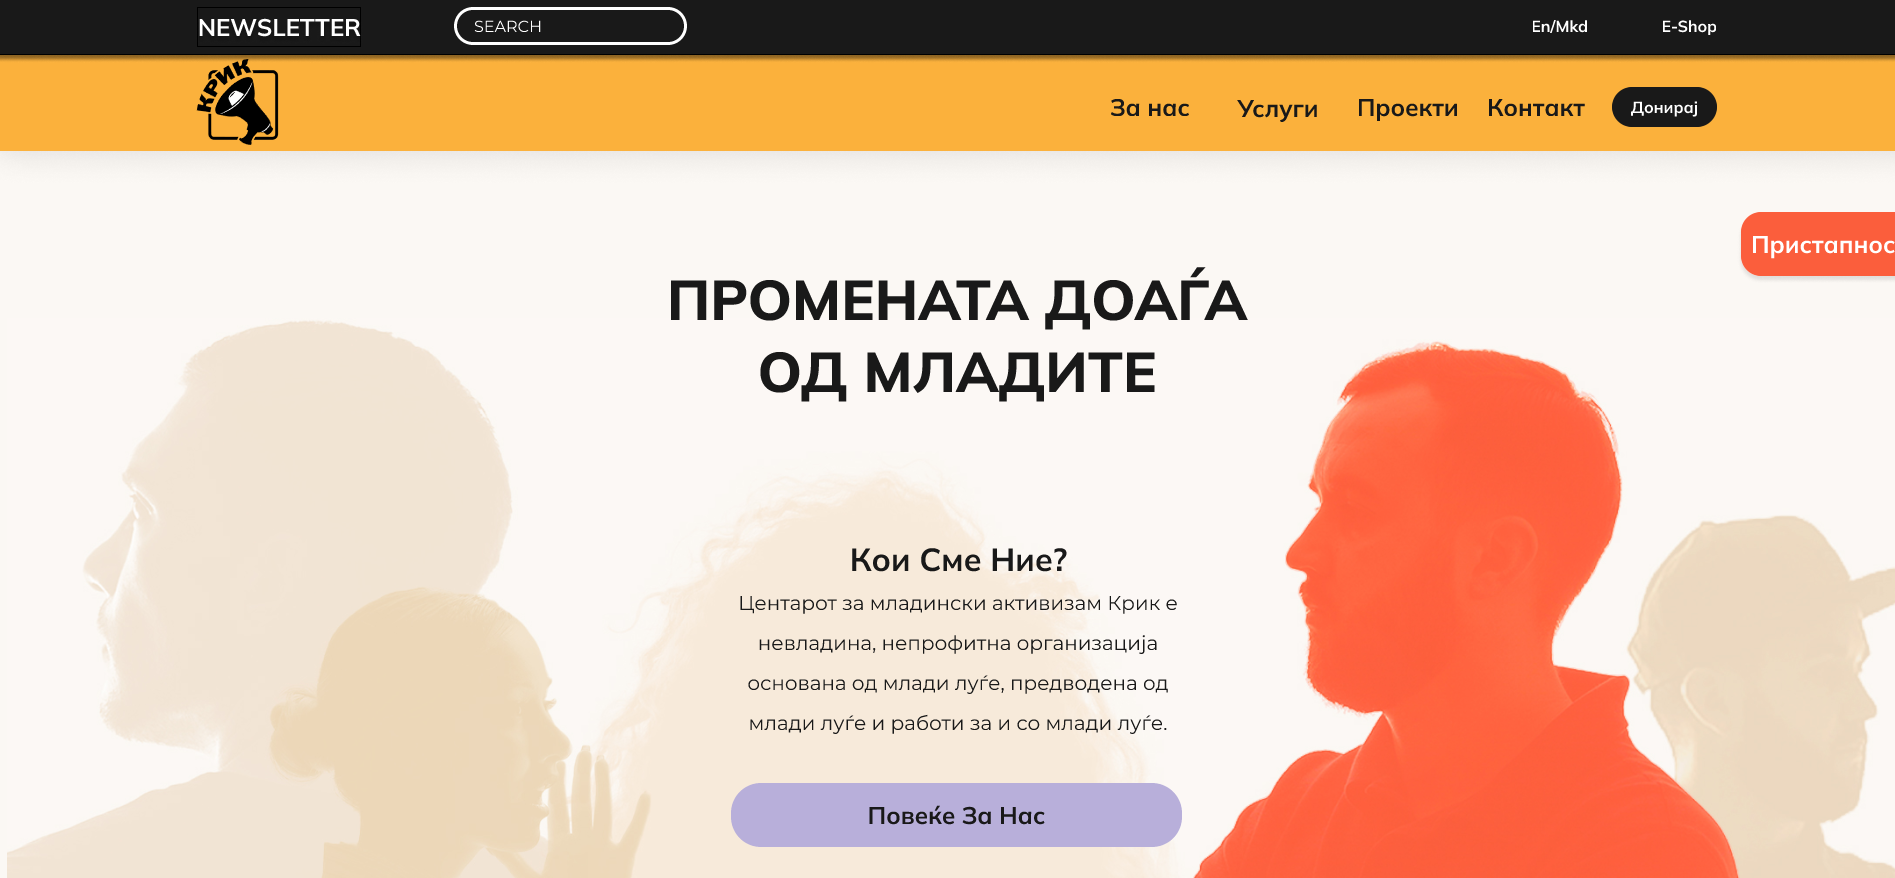 NEWSLETTER
SEARCH
En/Mkd
E-Shop
КРИК
За нас
Услуги
Проекти
Контакт
Донирај
Пристапнос
ПРОМЕНАТА ДОАЃА
ОД МЛАДИТЕ
Кои Сме Ние?
Центарот за младински активизам Крик е
невладина, непрофитна организација
основана од млади луѓе, предводена од
млади луѓе и работи за и со млади луѓе.
Повеќе За Нас